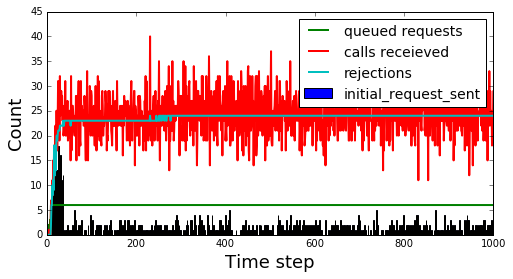 45
40
35
30
25
20
15
10
5
0
Count
queued requests
calls receieved
rejections
initial_request_sent
0
200
400
600
800
1000
Time step